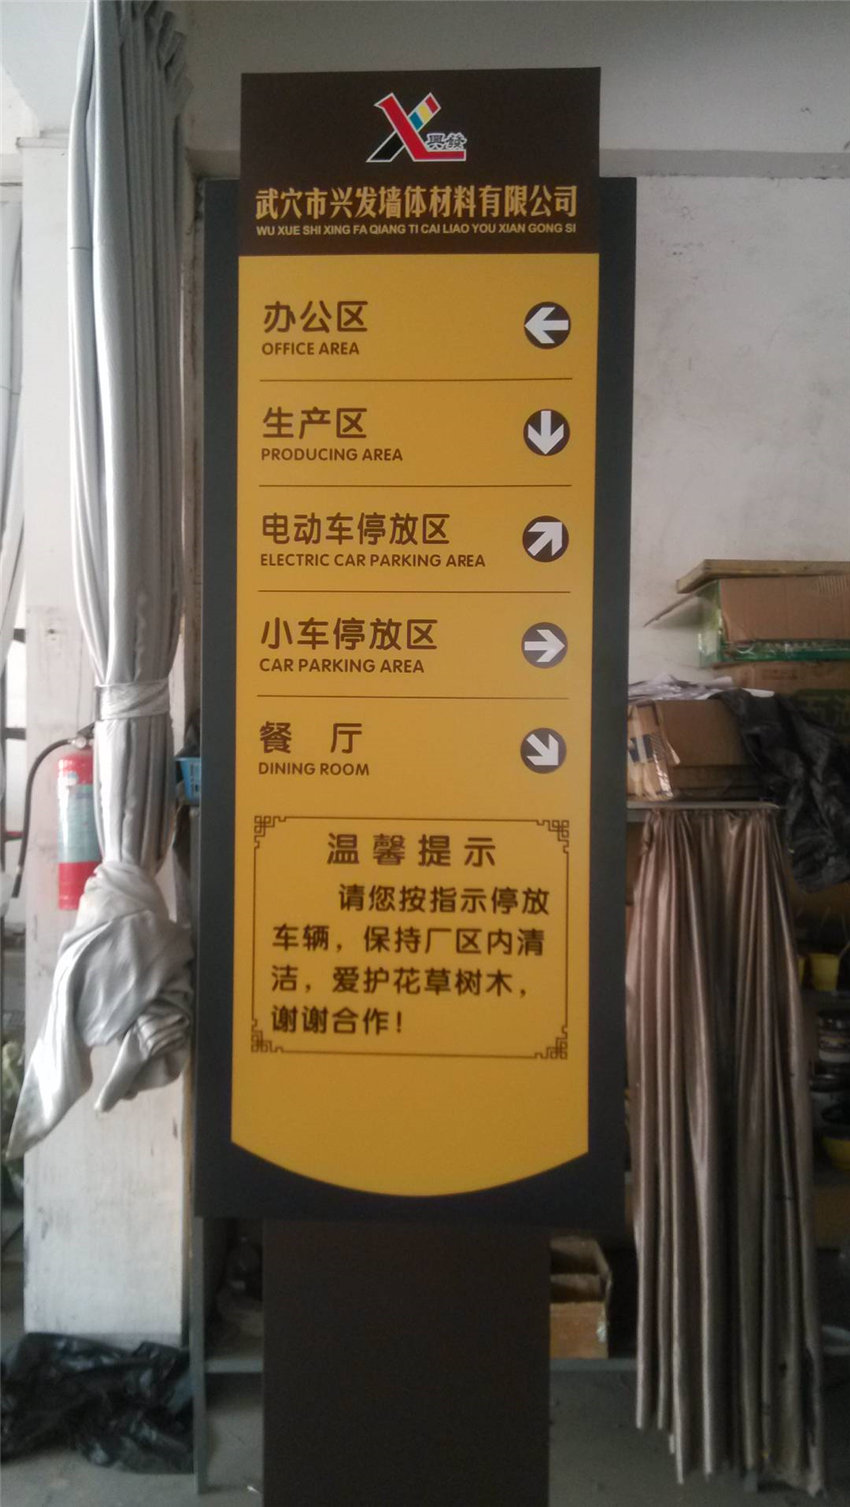 興發
武穴市兴发墙体材料有限公司
WU XUE SHI XING FA QIANG TI CAI LIAO YOU XIAN GONG SI
办公区
OFFICE AREA
生产区
PRODUCING AREA
电动车停放区
ELECTRIC CAR PARKING AREA
小车停放区
CAR PARKING AREA
餐 厅
DINING ROOM
温馨提示
请您按指示停放
车辆，保持厂区内清
洁，爱护花草树木，
谢谢合作！